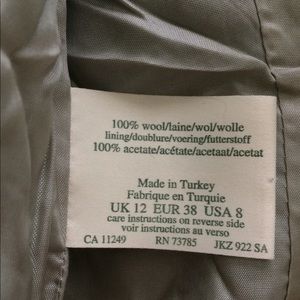 100% wool/laine/wol/wolle
lining/doublure/voering/futterstoff
100% acetate/acétate/acetaat/acetat
Made in Turkey
Fabrique en Turquie
UK 12 EUR 38 USA 8
care instructions on reverse side
voir instructions au verso
CA 11249 RN 73785 JKZ 922 SA